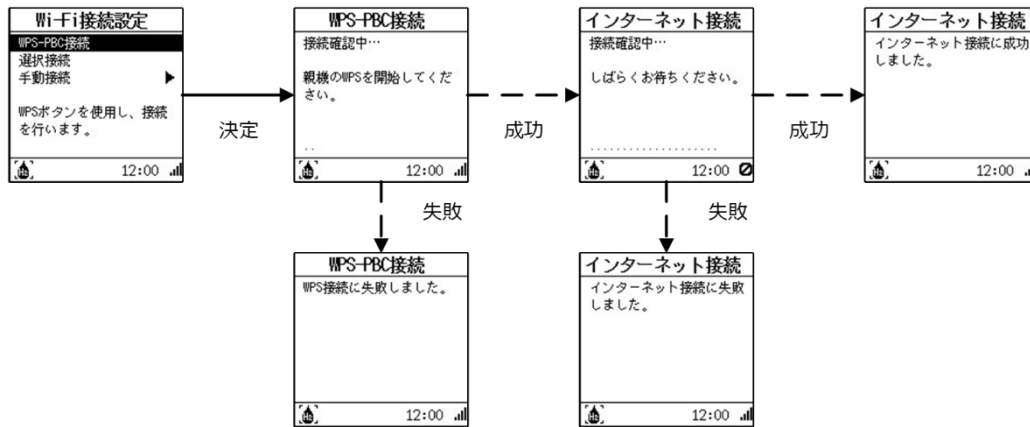 Wi-Fi接続設定
WPS-PBC接続
選択接続
手動接続
WPSボタンを使用し、接続
を行います。
12:00
決定
WPS-PBC接続
接続確認中…
親機のWPSを開始してくだ
さい。
..
12:00
成功
インターネット接続
接続確認中…
しばらくお待ちください。
....................
12:00
成功
インターネット接続
インターネット接続に成功
しました。
12:00
失敗
WPS-PBC接続
WPS接続に失敗しました。
12:00
失敗
インターネット接続
インターネット接続に失敗
しました。
12:00